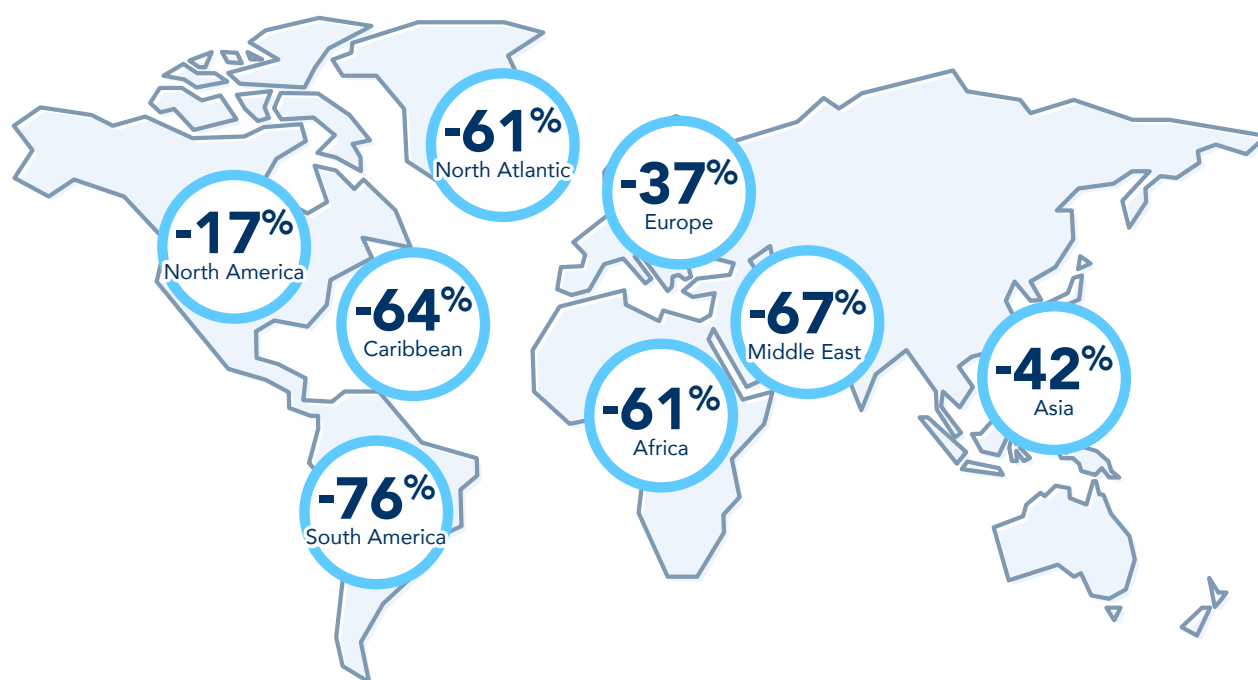 -61%
North Atlantic
-37%
Europe
-17%
North America
-64%
Caribbean
-67%
Middle East
-42%
Asia
-61%
Africa
-76%
South America